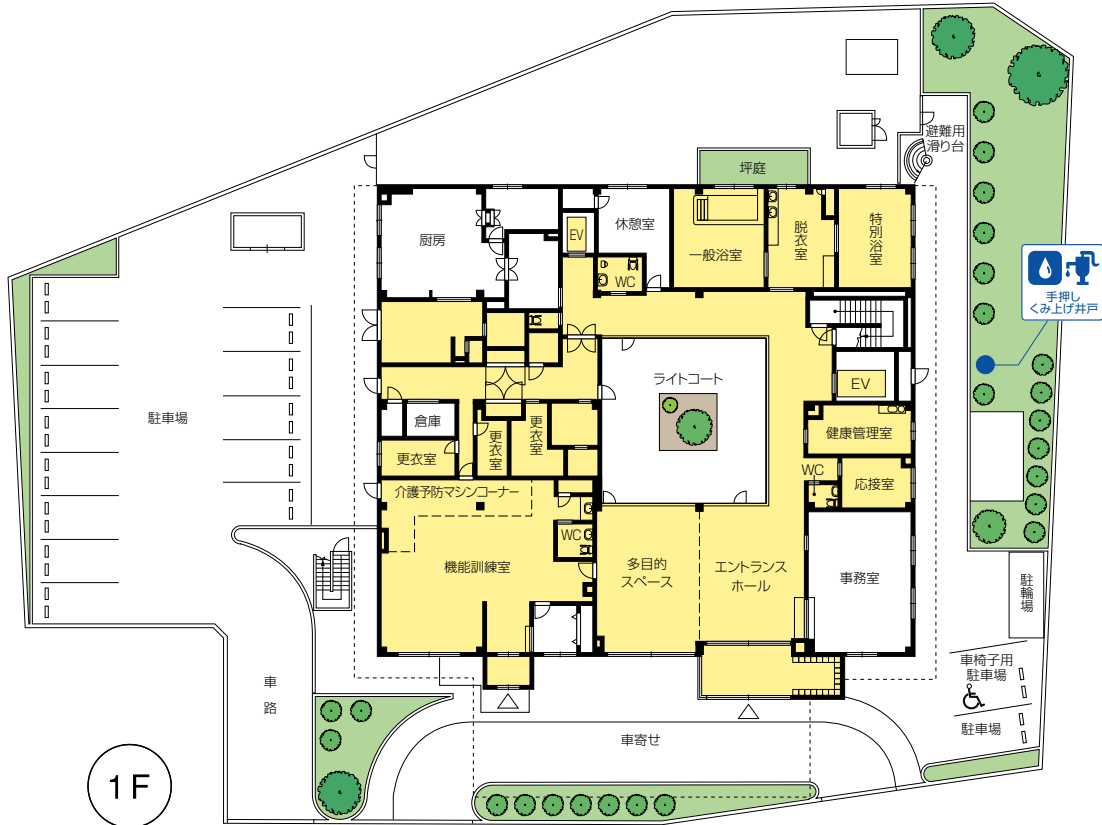 避難用
滑り台
坪庭
厨房
EV
休憩室
WC
一般浴室
脱衣室
特別浴室
手押し
くみ上げ井戸
ライトコート
EV
駐車場
倉庫
更衣室
更衣室
更衣室
健康管理室
WC
応接室
介護予防マシンコーナー
WC
機能訓練室
多目的
スペース
エントランス
ホール
事務室
駐輪場
車椅子用
駐車場
駐車場
車路
車寄せ
1F